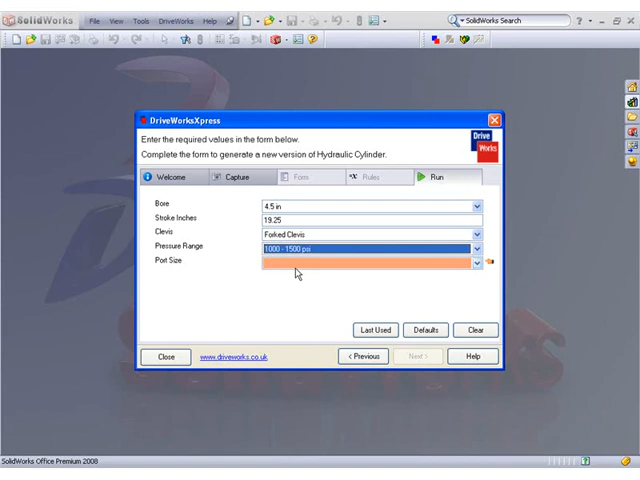 SolidWorks File View Tools DriveWorks Help SolidWorks Search
DriveWorksXpress
Enter the required values in the form below.
Complete the form to generate a new version of Hydraulic Cylinder.
Drive
Works
Welcome Capture Form Rules Run
Bore 4.5 in
Stroke Inches 19.25
Clevis Forked Clevis
Pressure Range 1000 - 1500 psi
Port Size
Last Used Defaults Clear
Close www.driveworks.co.uk < Previous Next > Help
SolidWorks Office Premium 2008